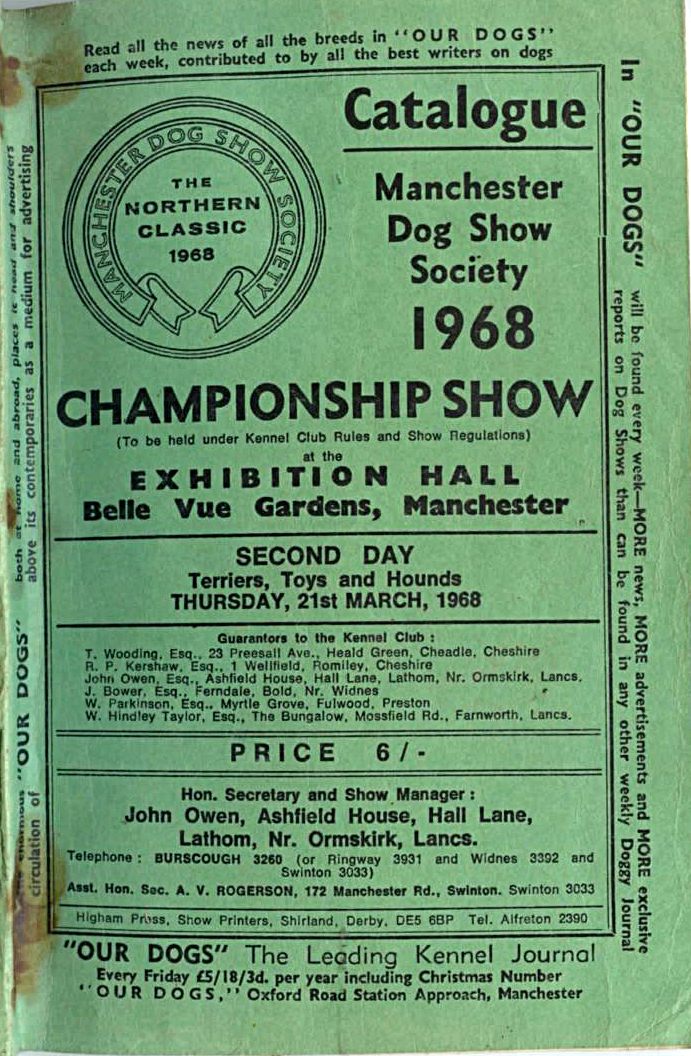 Read all the news of all the breeds in "OUR DOGS"
each week, contributed to by all the best writers on dogs
Catalogue
MANCHESTER DOG SHOW SOCIETY
THE
NORTHERN
CLASSIC
1968
Manchester
Dog Show
Society
1968
CHAMPIONSHIP SHOW
(To be held under Kennel Club Rules and Show Regulations)
at the
EXHIBITION HALL
Belle Vue Gardens, Manchester
SECOND DAY
Terriers, Toys and Hounds
THURSDAY, 21st MARCH, 1968
Guarantors to the Kennel Club :
T. Wooding, Esq., 23 Preesall Ave., Heald Green, Cheadle, Cheshire
R. P. Kershaw, Esq., 1 Wellfield, Romiley, Cheshire
John Owen, Esq., Ashfield House, Hall Lane, Lathom, Nr. Ormskirk, Lancs.
J. Bower, Esq., Ferndale, Bold, Nr. Widnes
W. Parkinson, Esq., Myrtle Grove, Fulwood, Preston
W. Hindley Taylor, Esq., The Bungalow, Mossfield Rd., Farnworth, Lancs.
PRICE 6/-
Hon. Secretary and Show Manager :
John Owen, Ashfield House, Hall Lane,
Lathom, Nr. Ormskirk, Lancs.
Telephone : BURSCOUGH 3260 (or Ringway 3931 and Widnes 3392 and
Swinton 3033)
Asst. Hon. Sec. A. V. ROGERSON, 172 Manchester Rd., Swinton. Swinton 3033
Higham Press, Show Printers, Shirland, Derby, DE5 6BP Tel. Alfreton 2390
"OUR DOGS" The Leading Kennel Journal
Every Friday £5/18/3d. per year including Christmas Number
"OUR DOGS," Oxford Road Station Approach, Manchester
In "OUR DOGS" will be found every week—MORE news, MORE advertisements and MORE exclusive
reports on Dog Shows than can be found in any other weekly Doggy Journal
enormous "OUR DOGS" both at home and abroad, places it head and shoulders
circulation of above its contemporaries as a medium for advertising